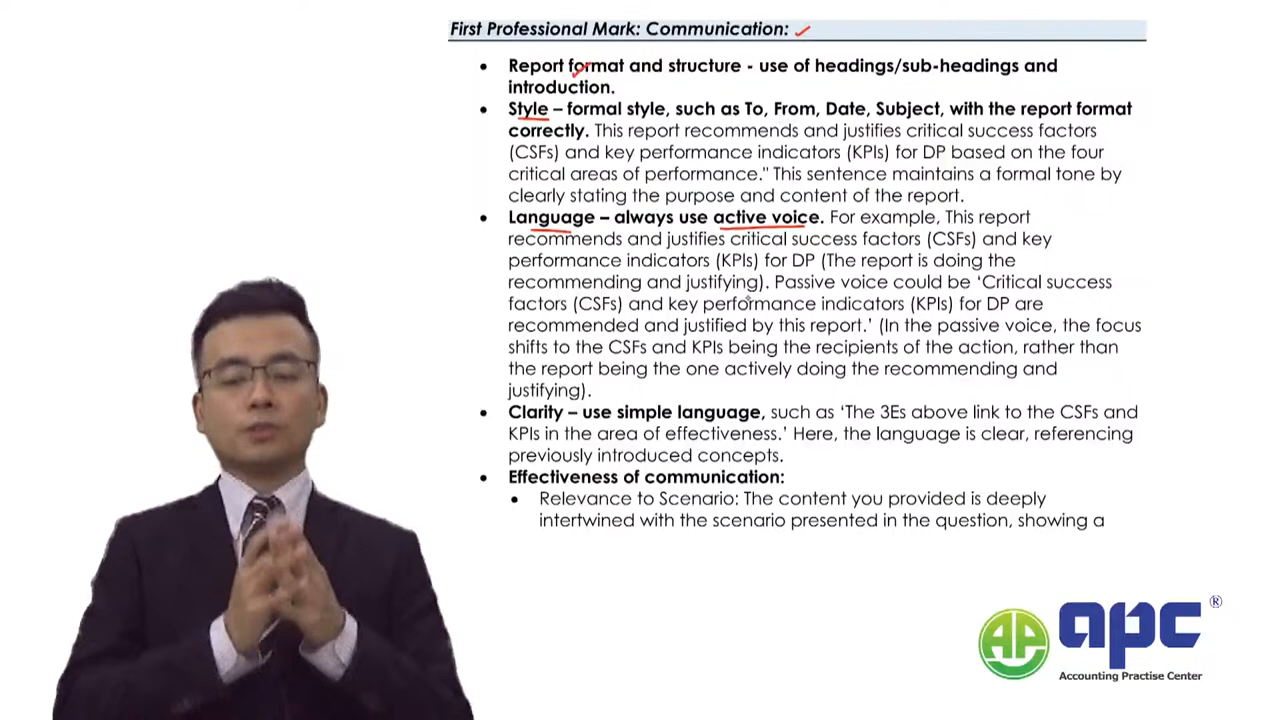 First Professional Mark: Communication:
• Report format and structure - use of headings/sub-headings and
introduction.
• Style – formal style, such as To, From, Date, Subject, with the report format
correctly. This report recommends and justifies critical success factors
(CSFs) and key performance indicators (KPIs) for DP based on the four
critical areas of performance." This sentence maintains a formal tone by
clearly stating the purpose and content of the report.
• Language – always use active voice. For example, This report
recommends and justifies critical success factors (CSFs) and key
performance indicators (KPIs) for DP (The report is doing the
recommending and justifying). Passive voice could be ‘Critical success
factors (CSFs) and key performance indicators (KPIs) for DP are
recommended and justified by this report.’ (In the passive voice, the focus
shifts to the CSFs and KPIs being the recipients of the action, rather than
the report being the one actively doing the recommending and
justifying).
• Clarity – use simple language, such as ‘The 3Es above link to the CSFs and
KPIs in the area of effectiveness.’ Here, the language is clear, referencing
previously introduced concepts.
• Effectiveness of communication:
• Relevance to Scenario: The content you provided is deeply
intertwined with the scenario presented in the question, showing a
AP apc ®
Accounting Practise Center